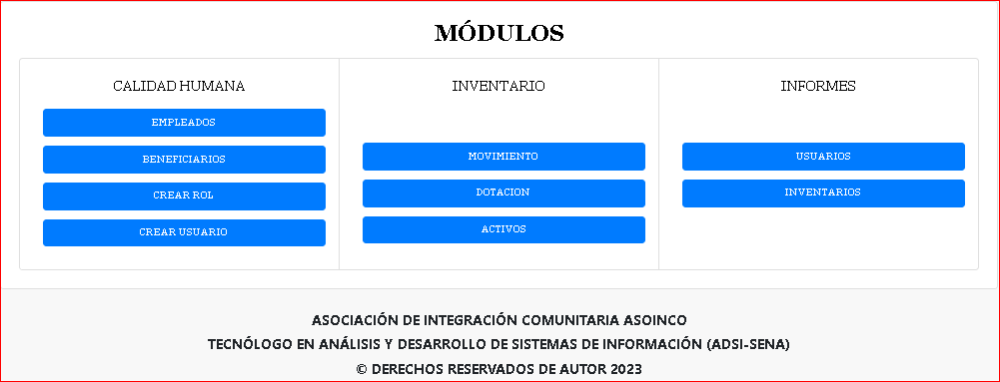 MÓDULOS
CALIDAD HUMANA
EMPLEADOS
BENEFICIARIOS
CREAR ROL
CREAR USUARIO
INVENTARIO
MOVIMIENTO
DOTACION
ACTIVOS
INFORMES
USUARIOS
INVENTARIOS
ASOCIACIÓN DE INTEGRACIÓN COMUNITARIA ASOINCO
TECNÓLOGO EN ANÁLISIS Y DESARROLLO DE SISTEMAS DE INFORMACIÓN (ADSI-SENA)
© DERECHOS RESERVADOS DE AUTOR 2023